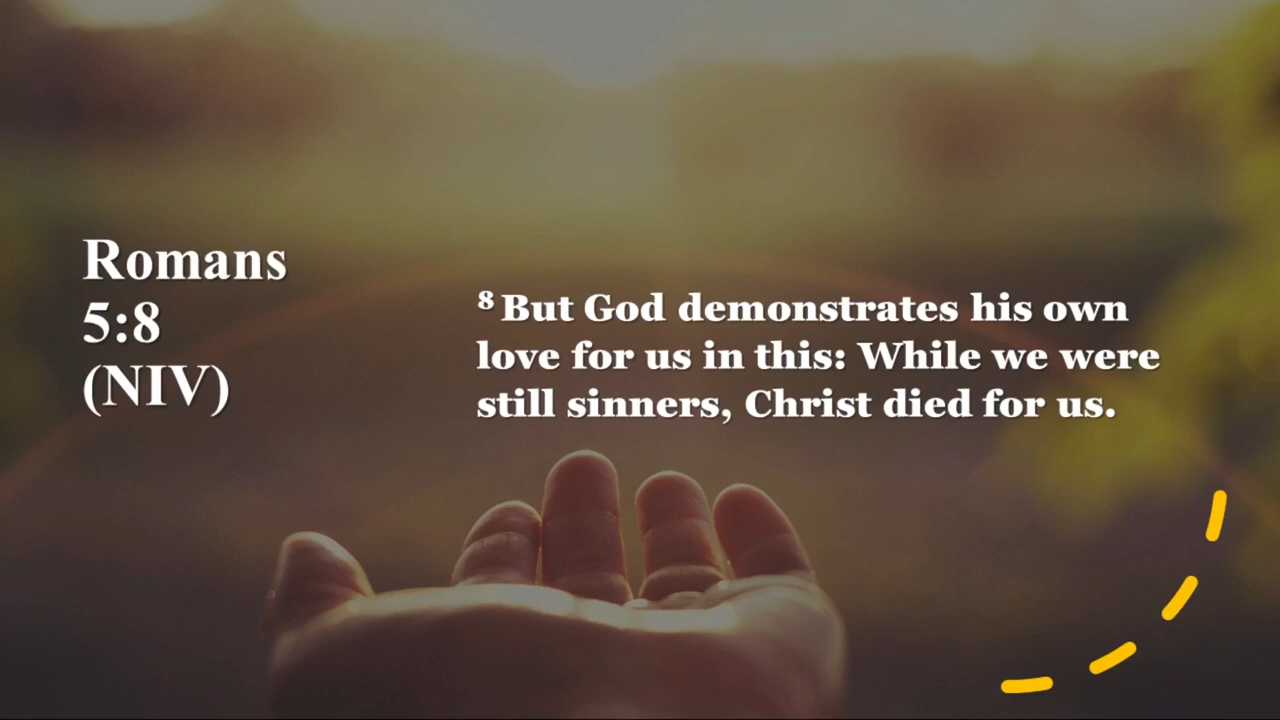 Romans
5:8
(NIV)
⁸ But God demonstrates his own
love for us in this: While we were
still sinners, Christ died for us.